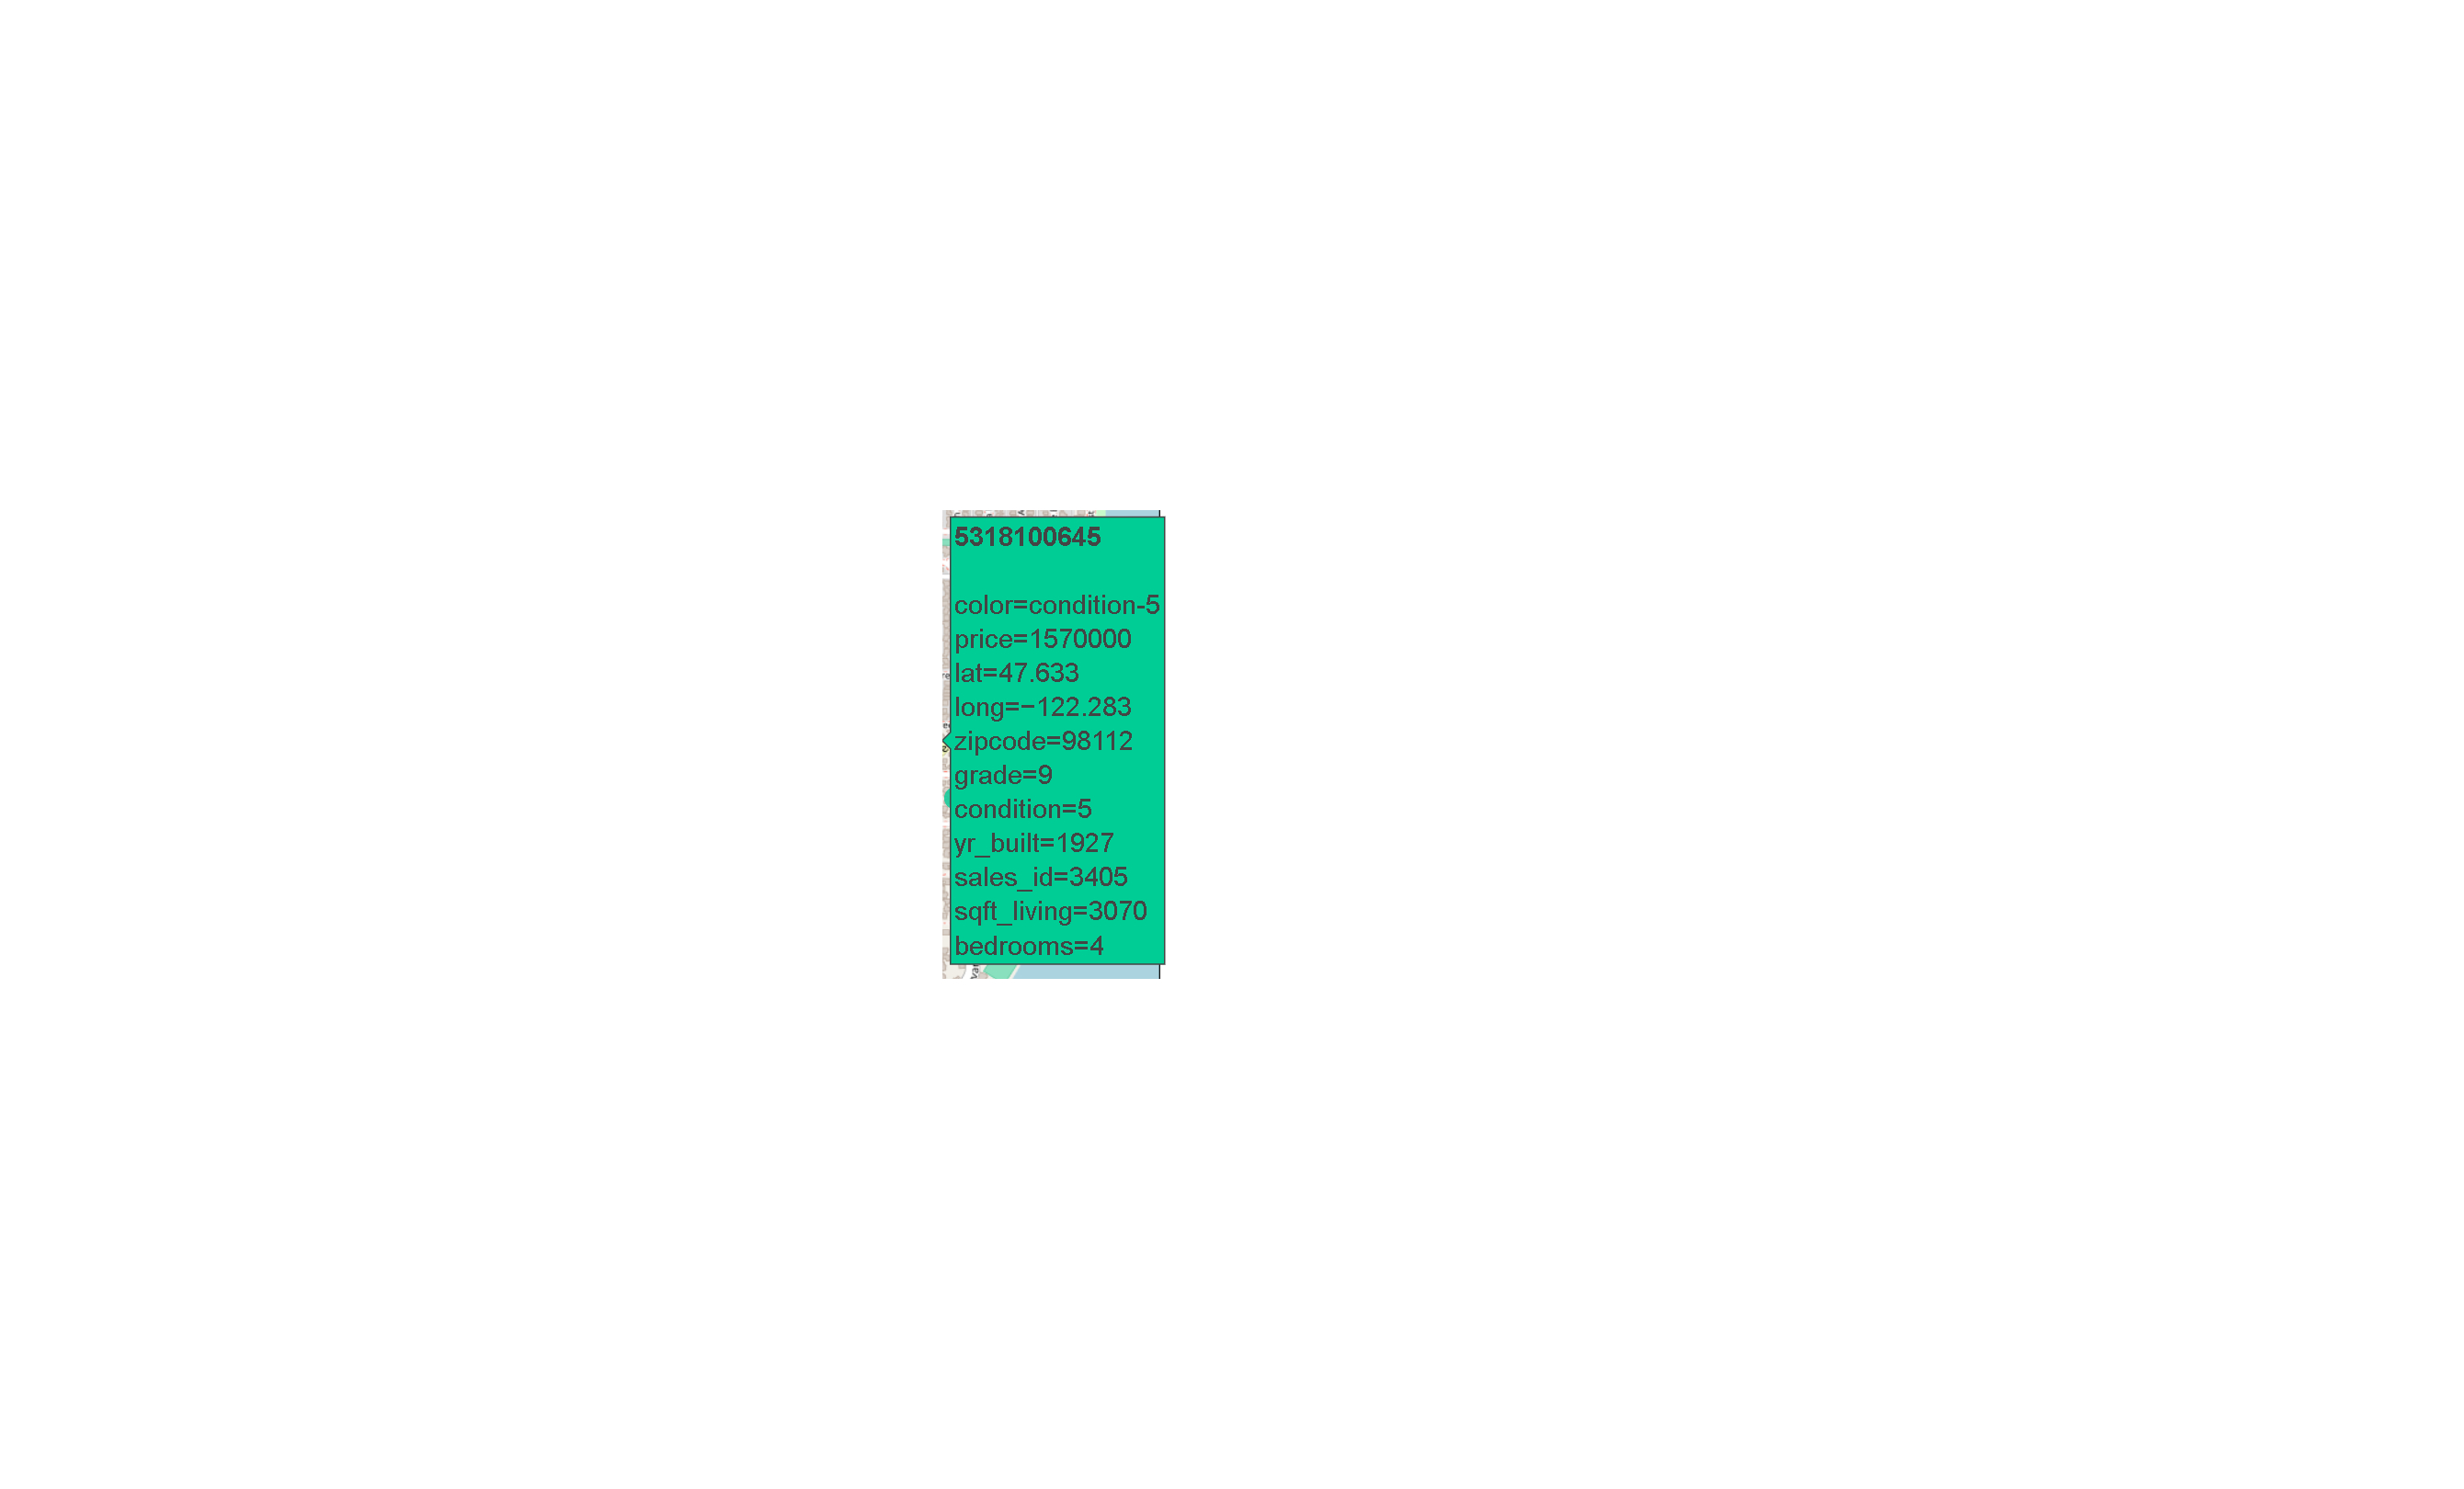 5318100645
color=condition-5
price=1570000
lat=47.633
long=−122.283
zipcode=98112
grade=9
condition=5
yr_built=1927
sales_id=3405
sqft_living=3070
bedrooms=4